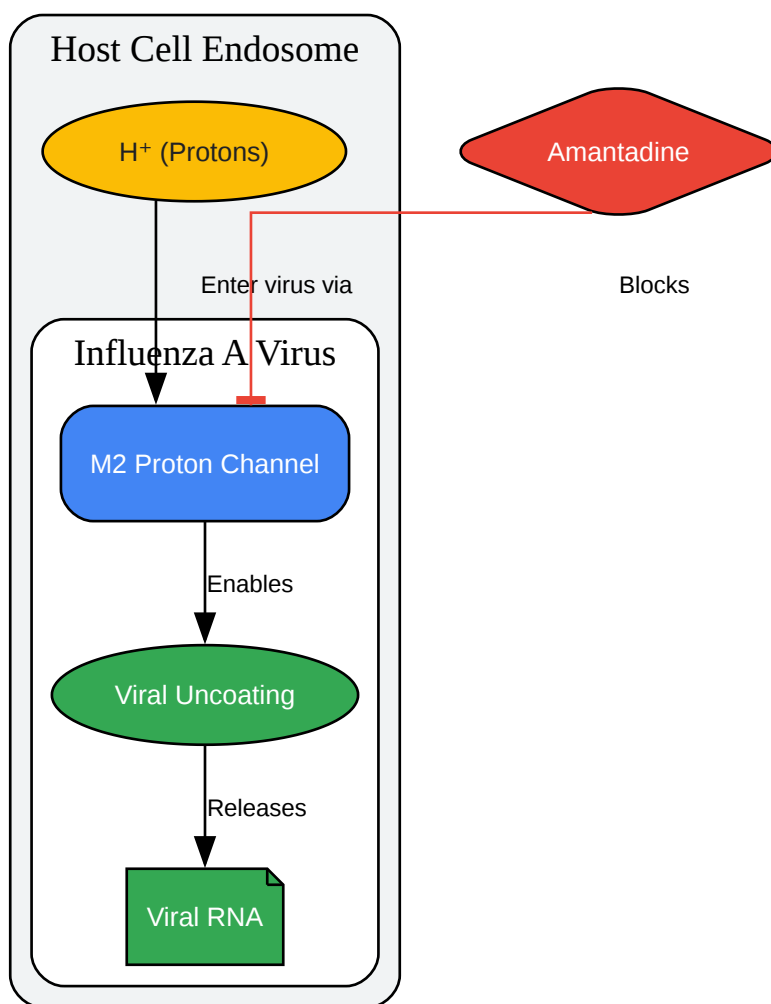 Host Cell Endosome
H⁺ (Protons)
Amantadine
Enter virus via
Blocks
Influenza A Virus
M2 Proton Channel
Enables
Viral Uncoating
Releases
Viral RNA